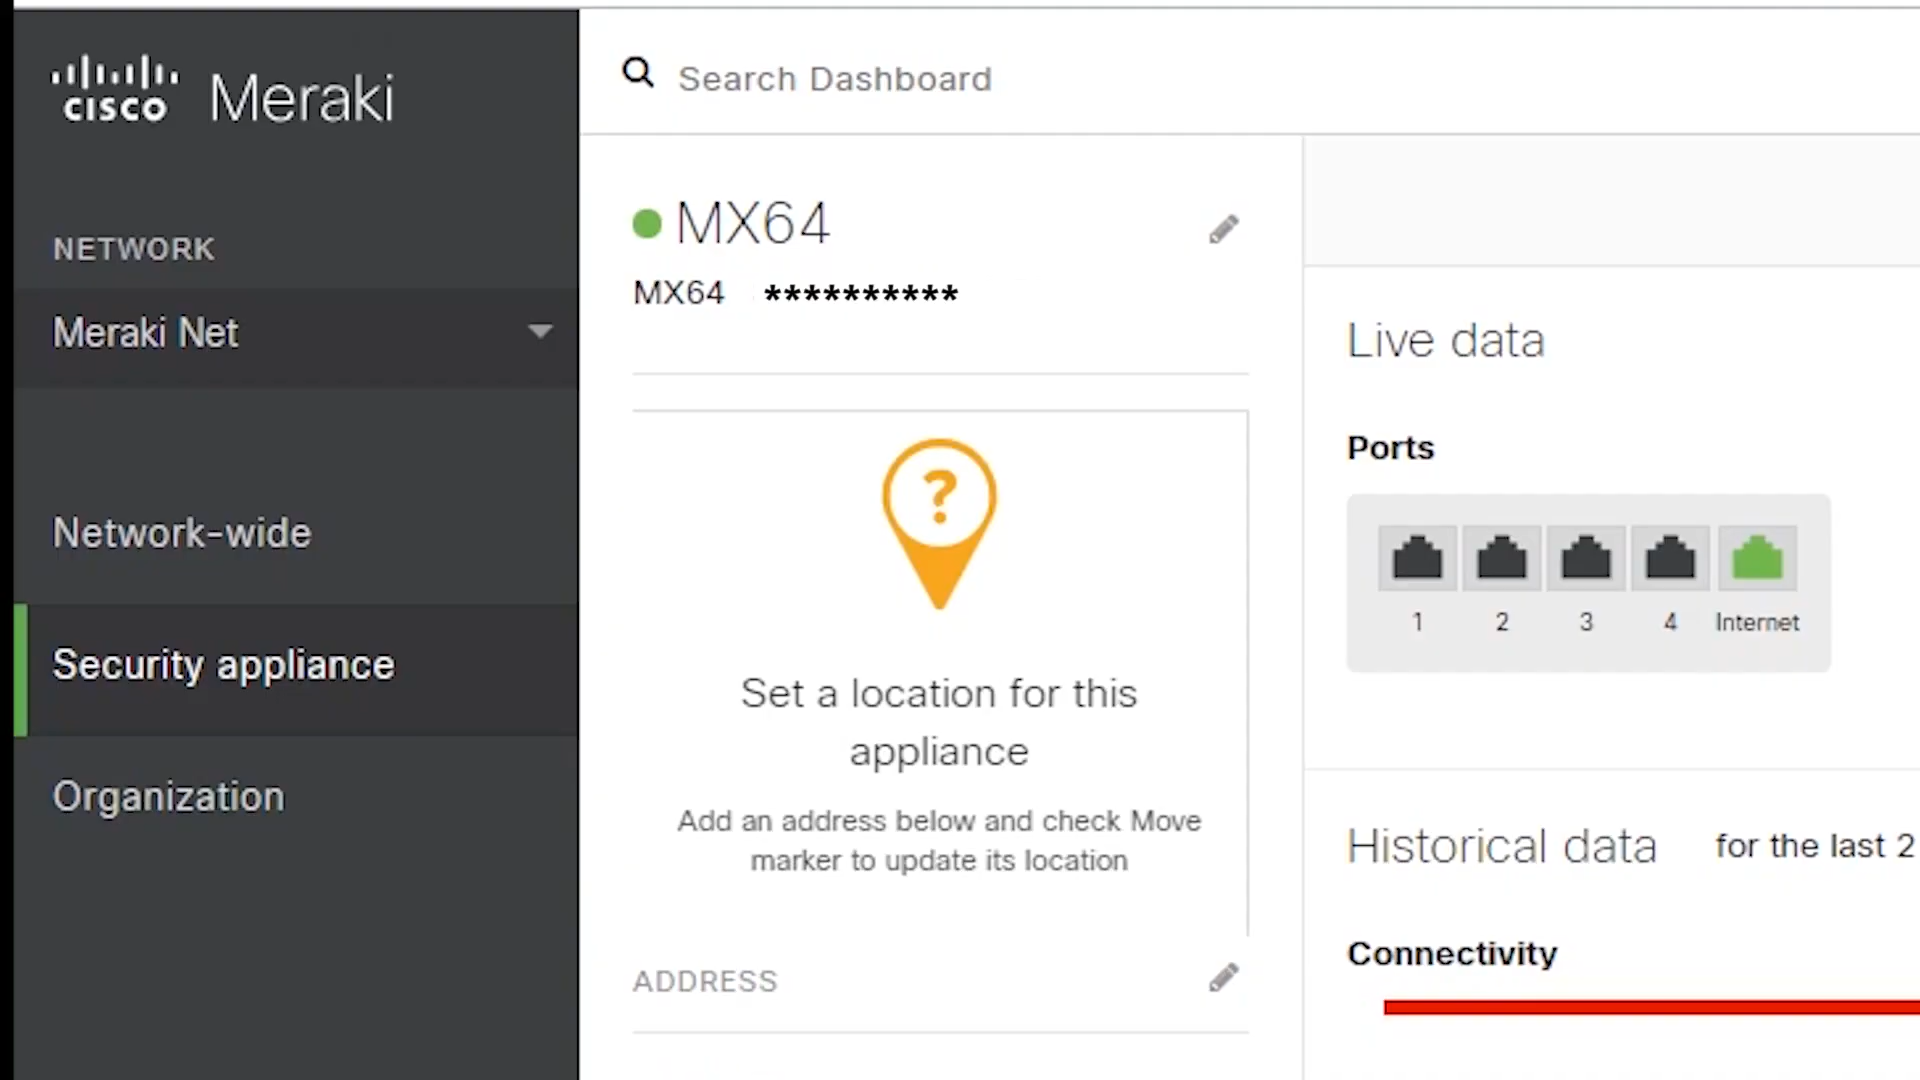 cisco Meraki
Search Dashboard
NETWORK
Meraki Net
Network-wide
Security appliance
Organization
MX64
MX64 **********
?
Set a location for this
appliance
Add an address below and check Move
marker to update its location
ADDRESS
Live data
Ports
1 2 3 4 Internet
Historical data for the last 2
Connectivity